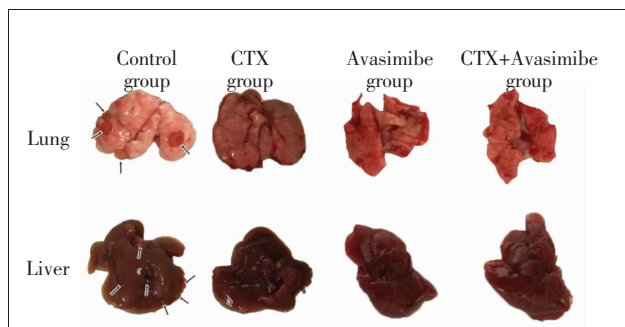 Control CTX Avasimibe CTX+Avasimibe
group group group group
Lung
Liver